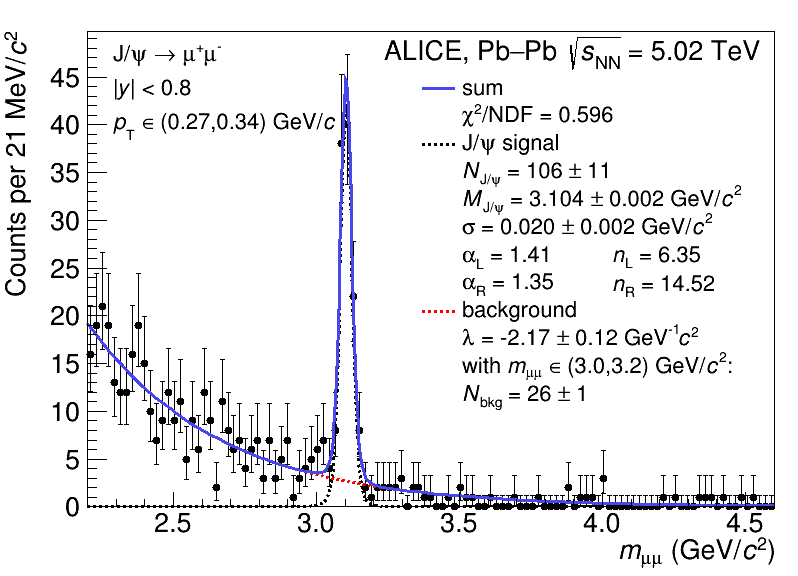 J/ψ → μ⁺μ⁻
|y| < 0.8
p_T ∈ (0.27,0.34) GeV/c
ALICE, Pb–Pb √s_NN = 5.02 TeV
sum
χ²/NDF = 0.596
J/ψ signal
N_J/ψ = 106 ± 11
M_J/ψ = 3.104 ± 0.002 GeV/c²
σ = 0.020 ± 0.002 GeV/c²
α_L = 1.41 n_L = 6.35
α_R = 1.35 n_R = 14.52
background
λ = -2.17 ± 0.12 GeV⁻¹c²
with m_μμ ∈ (3.0,3.2) GeV/c²:
N_bkg = 26 ± 1
Counts per 21 MeV/c²
45
40
35
30
25
20
15
10
5
0
2.5 3.0 3.5 4.0 4.5
m_μμ (GeV/c²)